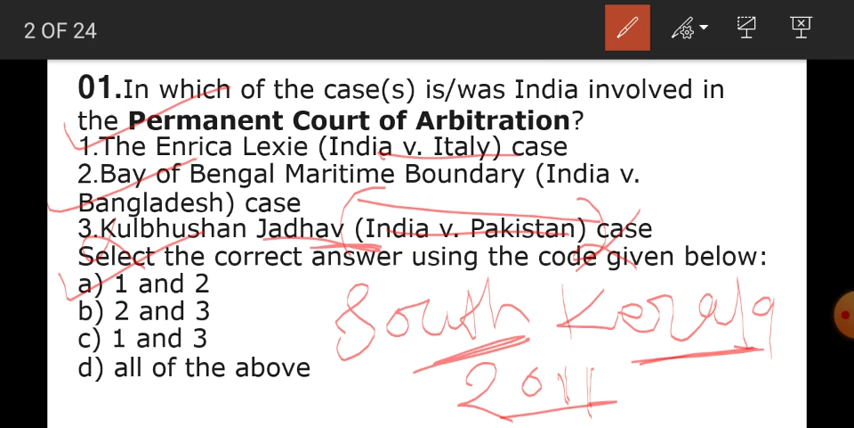 2 OF 24
01.In which of the case(s) is/was India involved in
the Permanent Court of Arbitration?
1.The Enrica Lexie (India v. Italy) case
2.Bay of Bengal Maritime Boundary (India v.
Bangladesh) case
3.Kulbhushan Jadhav (India v. Pakistan) case
Select the correct answer using the code given below:
a) 1 and 2
b) 2 and 3
c) 1 and 3
d) all of the above
South Kerala
2011